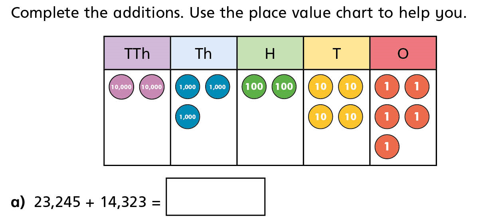 Complete the additions. Use the place value chart to help you.
TTh Th H T O
10,000 10,000 1,000 1,000 100 100 10 10 1 1
1,000 10 10 1 1
1
a) 23,245 + 14,323 =